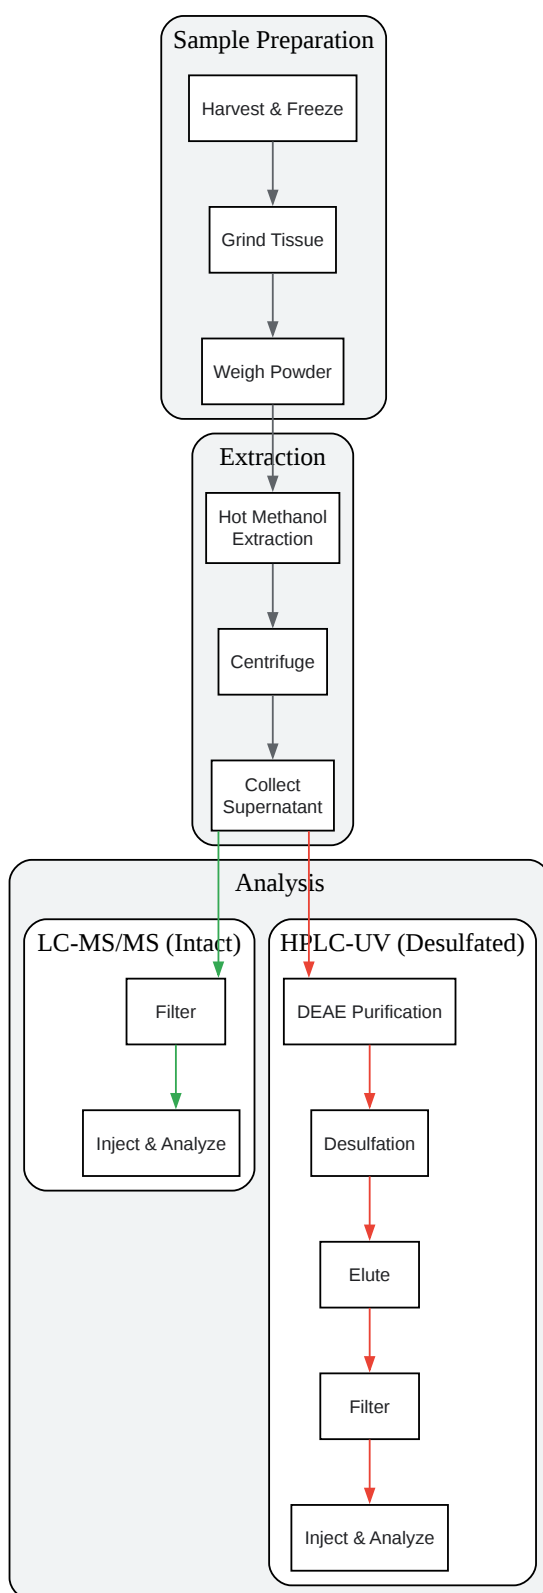 Sample Preparation
Harvest & Freeze
Grind Tissue
Weigh Powder
Extraction
Hot Methanol
Extraction
Centrifuge
Collect
Supernatant
Analysis
LC-MS/MS (Intact)
Filter
Inject & Analyze
HPLC-UV (Desulfated)
DEAE Purification
Desulfation
Elute
Filter
Inject & Analyze